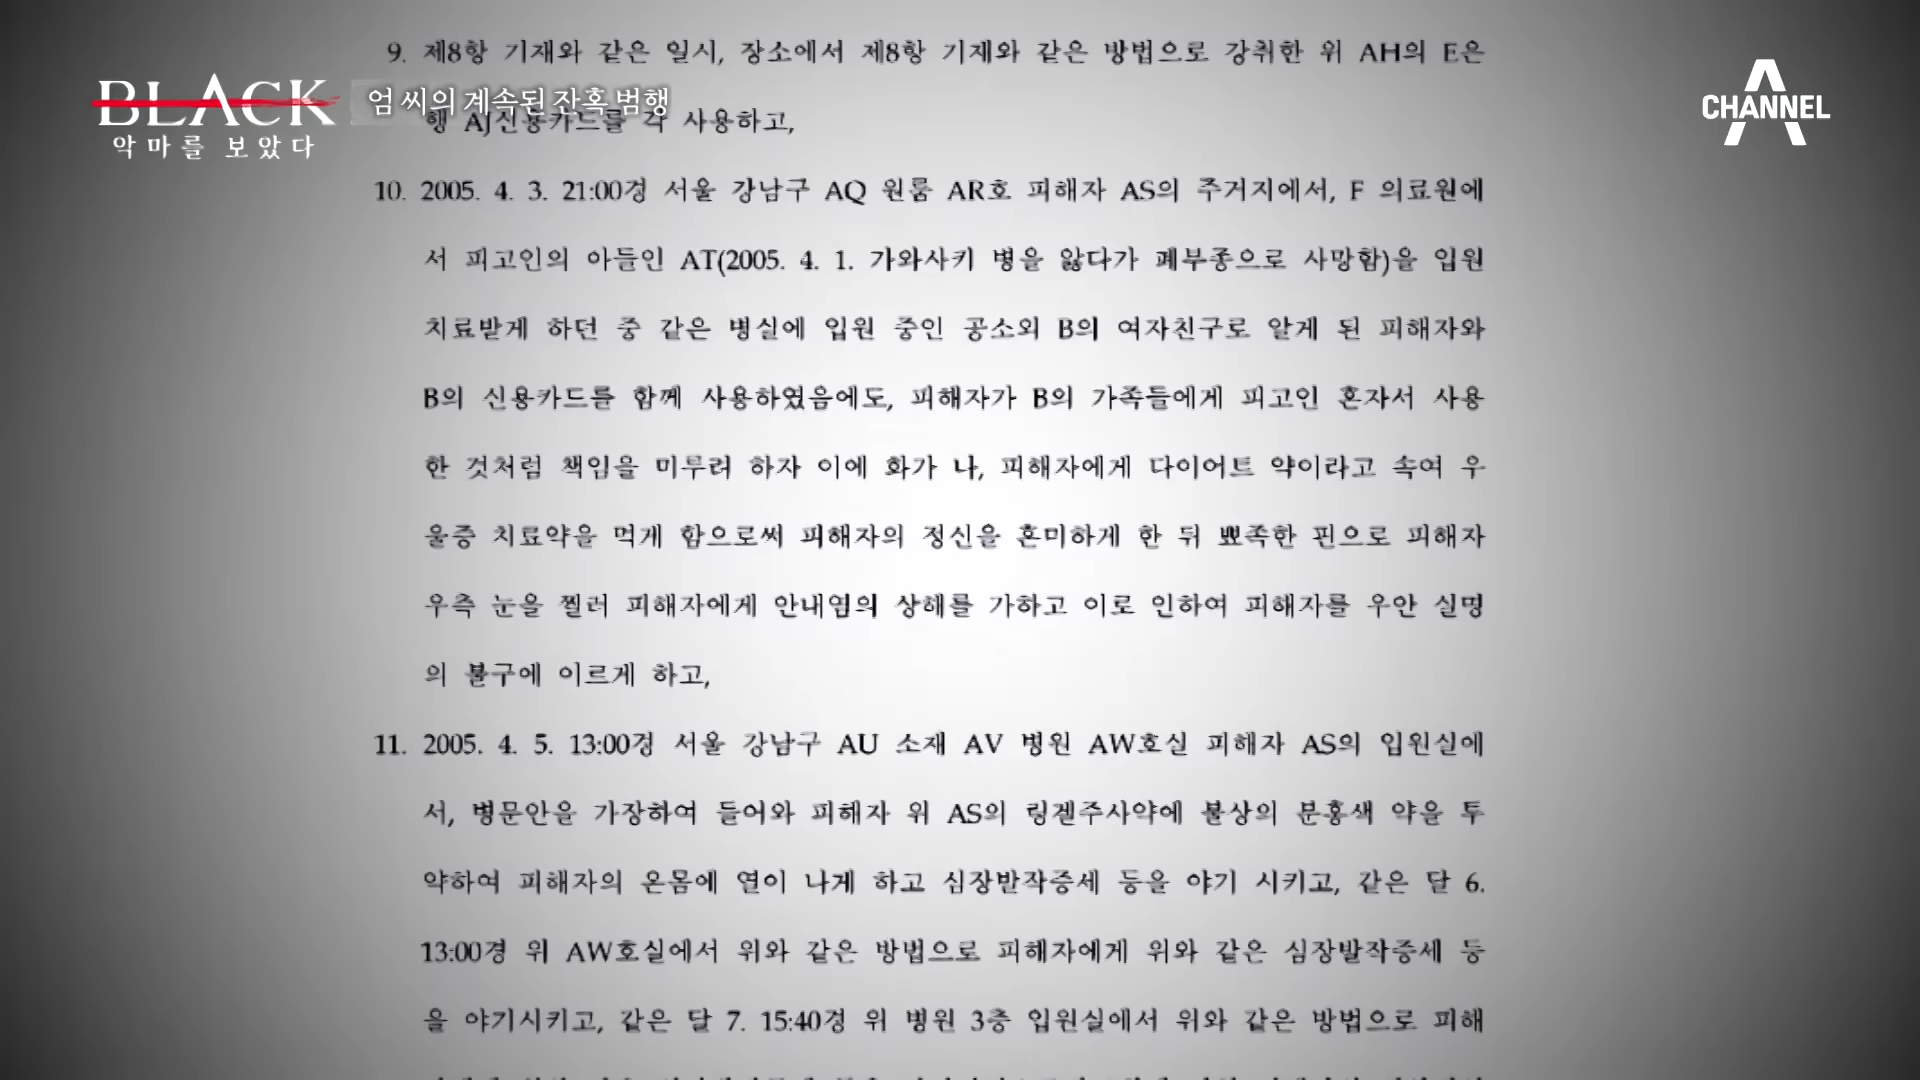 9. 제8항 기재와 같은 일시, 장소에서 제8항 기재와 같은 방법으로 강취한 위 AH의 E은
BLACK
악마를 보았다
엄 씨의 계속된 잔혹 범행
CHANNEL A
행 AJ신용카드를 각 사용하고,
10. 2005. 4. 3. 21:00경 서울 강남구 AQ 원룸 AR호 피해자 AS의 주거지에서, F 의료원에
서 피고인의 아들인 AT(2005. 4. 1. 가와사키 병을 앓다가 폐부종으로 사망함)을 입원
치료받게 하던 중 같은 병실에 입원 중인 공소외 B의 여자친구로 알게 된 피해자와
B의 신용카드를 함께 사용하였음에도, 피해자가 B의 가족들에게 피고인 혼자서 사용
한 것처럼 책임을 미루려 하자 이에 화가 나, 피해자에게 다이어트 약이라고 속여 우
울증 치료약을 먹게 함으로써 피해자의 정신을 혼미하게 한 뒤 뾰족한 핀으로 피해자
우측 눈을 찔러 피해자에게 안내염의 상해를 가하고 이로 인하여 피해자를 우안 실명
의 불구에 이르게 하고,
11. 2005. 4. 5. 13:00경 서울 강남구 AU 소재 AV 병원 AW호실 피해자 AS의 입원실에
서, 병문안을 가장하여 들어와 피해자 위 AS의 링겔주사약에 불상의 분홍색 약을 투
약하여 피해자의 온몸에 열이 나게 하고 심장발작증세 등을 야기 시키고, 같은 달 6.
13:00경 위 AW호실에서 위와 같은 방법으로 피해자에게 위와 같은 심장발작증세 등
을 야기시키고, 같은 달 7. 15:40경 위 병원 3층 입원실에서 위와 같은 방법으로 피해